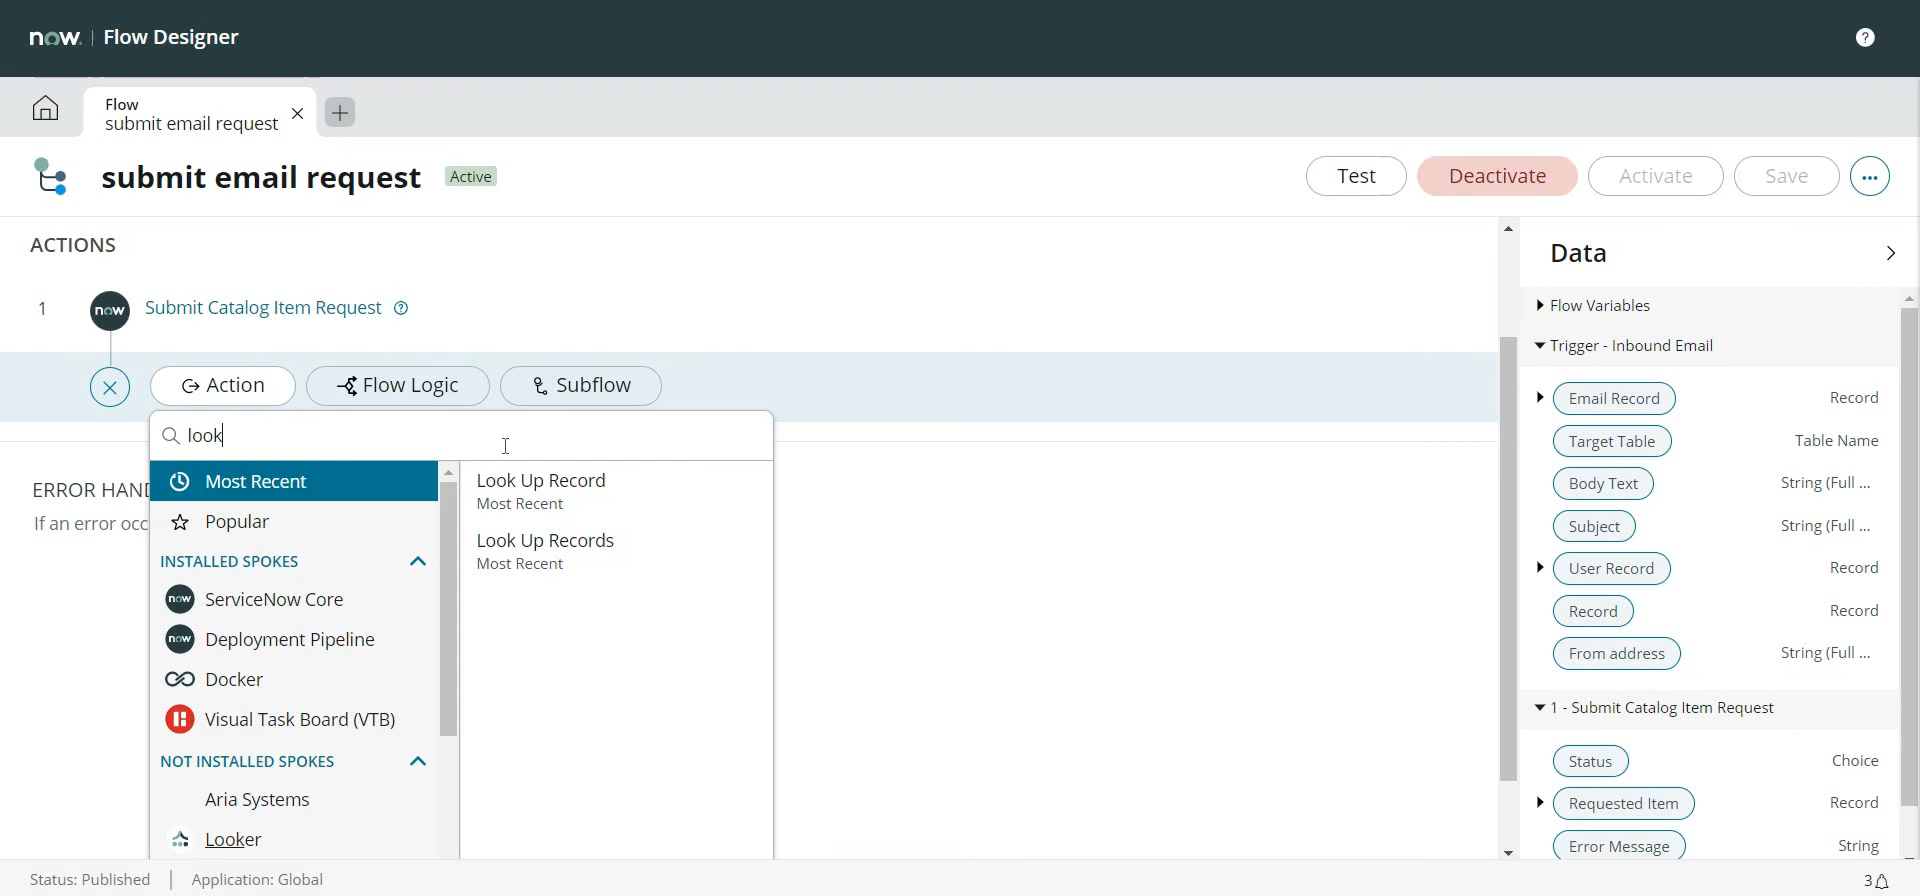 now. | Flow Designer
?
Flow
submit email request
submit email request
Active
Test
Deactivate
Activate
Save
ACTIONS
1
now
Submit Catalog Item Request
Action
Flow Logic
Subflow
look
ERROR HAND
If an error occ
Most Recent
Popular
INSTALLED SPOKES
now
ServiceNow Core
now
Deployment Pipeline
Docker
Visual Task Board (VTB)
NOT INSTALLED SPOKES
Aria Systems
Looker
Look Up Record
Most Recent
Look Up Records
Most Recent
Data
Flow Variables
Trigger - Inbound Email
Email Record Record
Target Table Table Name
Body Text String (Full ...
Subject String (Full ...
User Record Record
Record Record
From address String (Full ...
1 - Submit Catalog Item Request
Status Choice
Requested Item Record
Error Message String
Status: Published | Application: Global
3